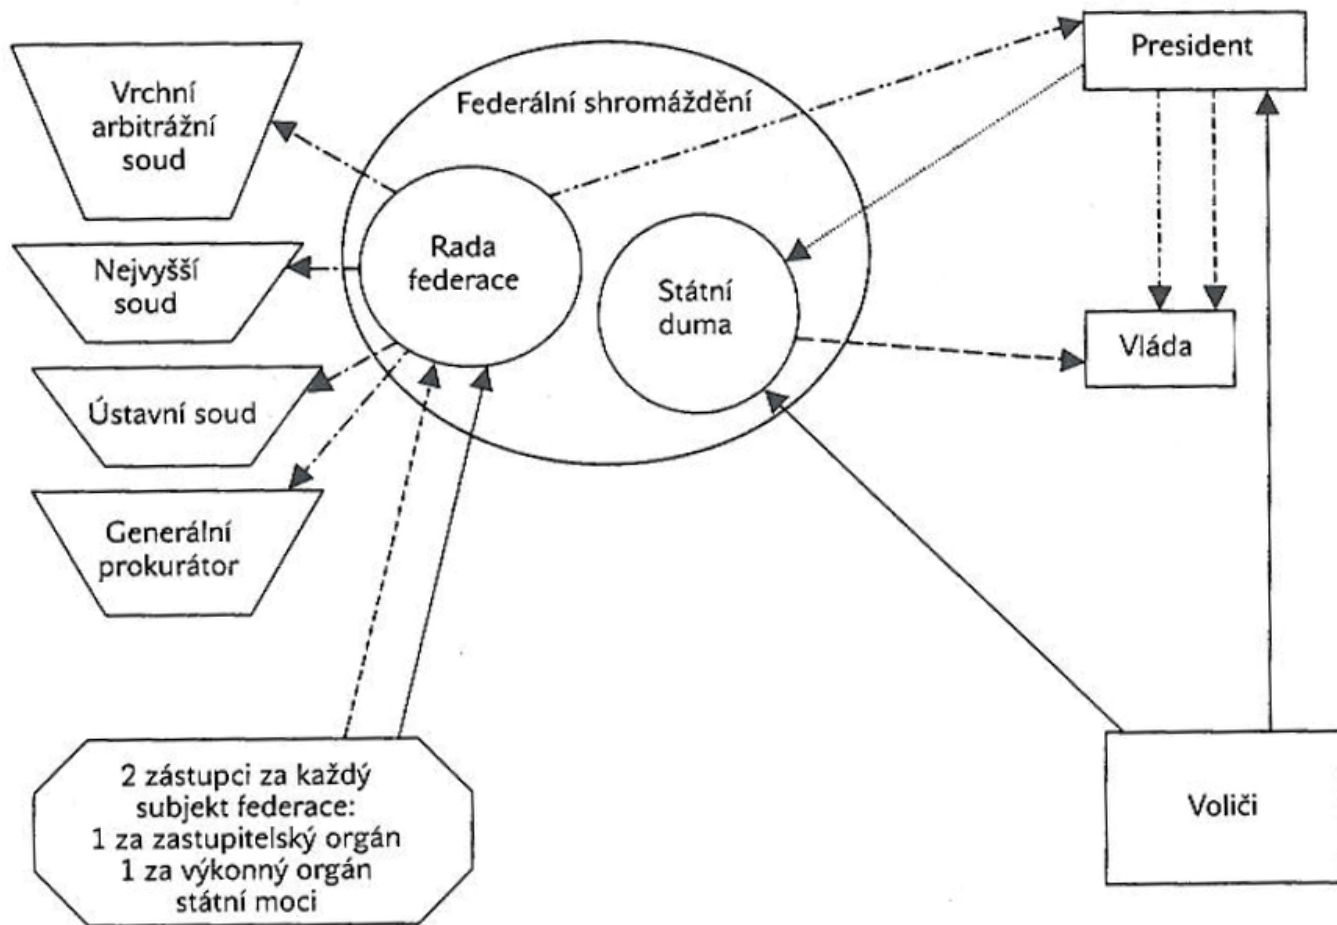 Vrchní
arbitrážní
soud
Nejvyšší
soud
Ústavní soud
Generální
prokurátor
Federální shromáždění
Rada
federace
Státní
duma
President
Vláda
2 zástupci za každý
subjekt federace:
1 za zastupitelský orgán
1 za výkonný orgán
státní moci
Voliči